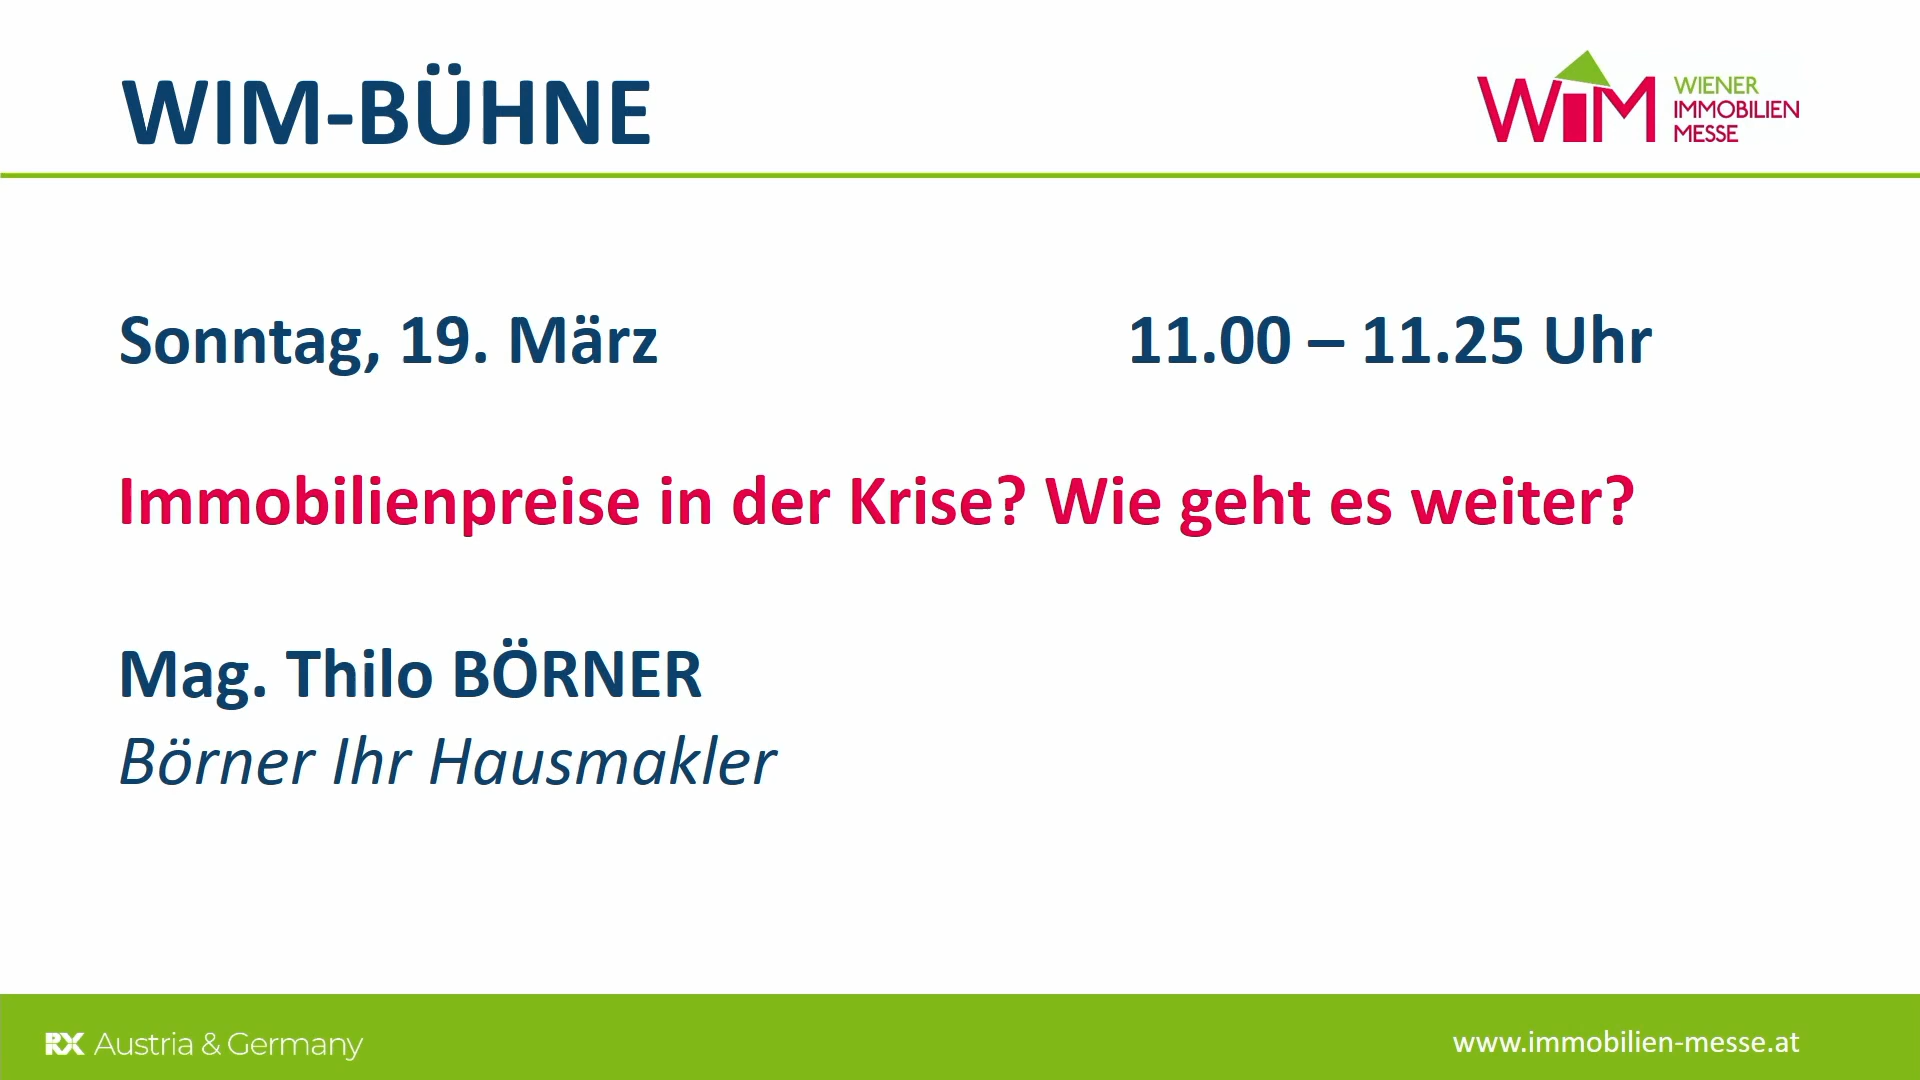 WIM-BÜHNE
WiM WIENER
IMMOBILIEN
MESSE
Sonntag, 19. März 11.00 – 11.25 Uhr
Immobilienpreise in der Krise? Wie geht es weiter?
Mag. Thilo BÖRNER
Börner Ihr Hausmakler
RX Austria & Germany
www.immobilien-messe.at